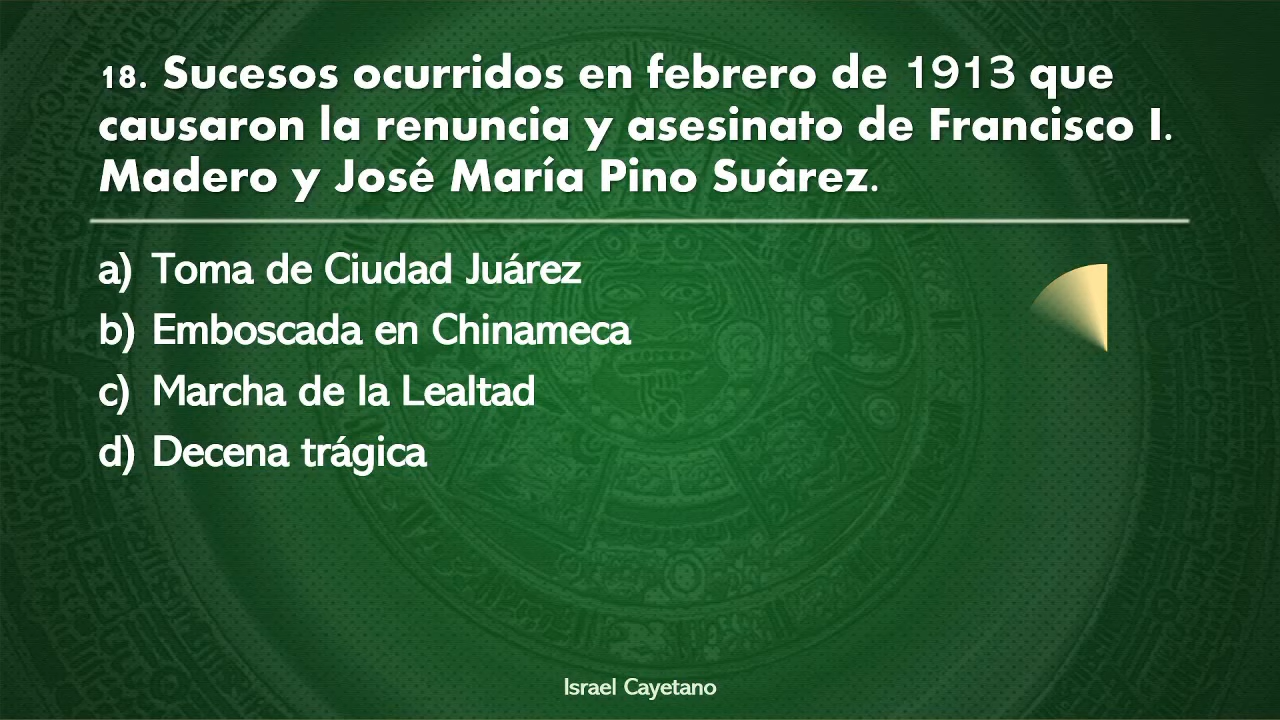 18. Sucesos ocurridos en febrero de 1913 que
causaron la renuncia y asesinato de Francisco I.
Madero y José María Pino Suárez.
a) Toma de Ciudad Juárez
b) Emboscada en Chinameca
c) Marcha de la Lealtad
d) Decena trágica
Israel Cayetano